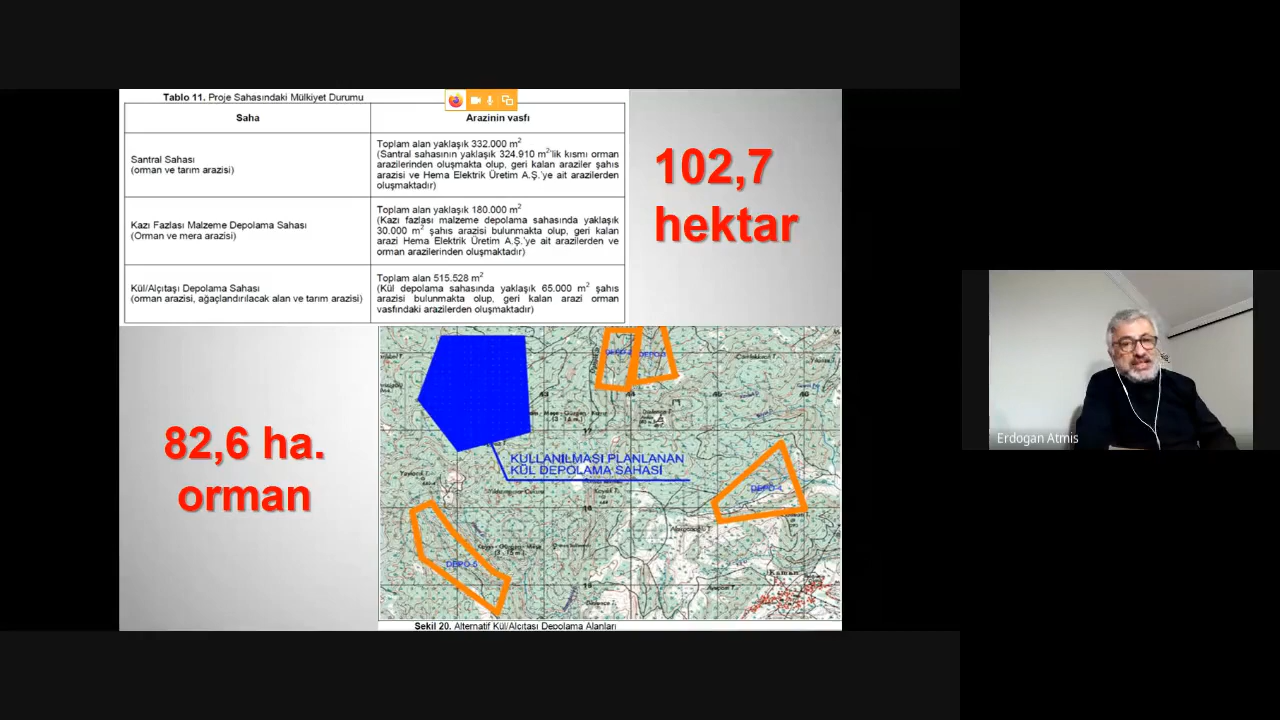 Tablo 11. Proje Sahasındaki Mülkiyet Durumu
Saha
Arazinin vasfı
Santral Sahası
(orman ve tarım arazisi)
Toplam alan yaklaşık 332.000 m²
(Santral sahasının yaklaşık 324.910 m²'lik kısmı orman
arazilerinden oluşmakta olup, geri kalan araziler şahıs
arazisi ve Hema Elektrik Üretim A.Ş.'ye ait arazilerden
oluşmaktadır)
Kazı Fazlası Malzeme Depolama Sahası
(Orman ve mera arazisi)
Toplam alan yaklaşık 180.000 m²
(Kazı fazlası malzeme depolama sahasında yaklaşık
30.000 m² şahıs arazisi bulunmakta olup, geri kalan
arazi Hema Elektrik Üretim A.Ş.'ye ait arazilerden ve
orman arazilerinden oluşmaktadır)
Kül/Alçıtaşı Depolama Sahası
(orman arazisi, ağaçlandırılacak alan ve tarım arazisi)
Toplam alan 515.528 m²
(Kül depolama sahasında yaklaşık 65.000 m² şahıs
arazisi bulunmakta olup, geri kalan arazi orman
vasfındaki arazilerden oluşmaktadır)
102,7
hektar
82,6 ha.
orman
KULLANILMASI PLANLANAN
KÜL DEPOLAMA SAHASI
DEPO 4
DEPO 5
Şekil 20. Alternatif Kül/Alçıtaşı Depolama Alanları
Erdogan Atmis